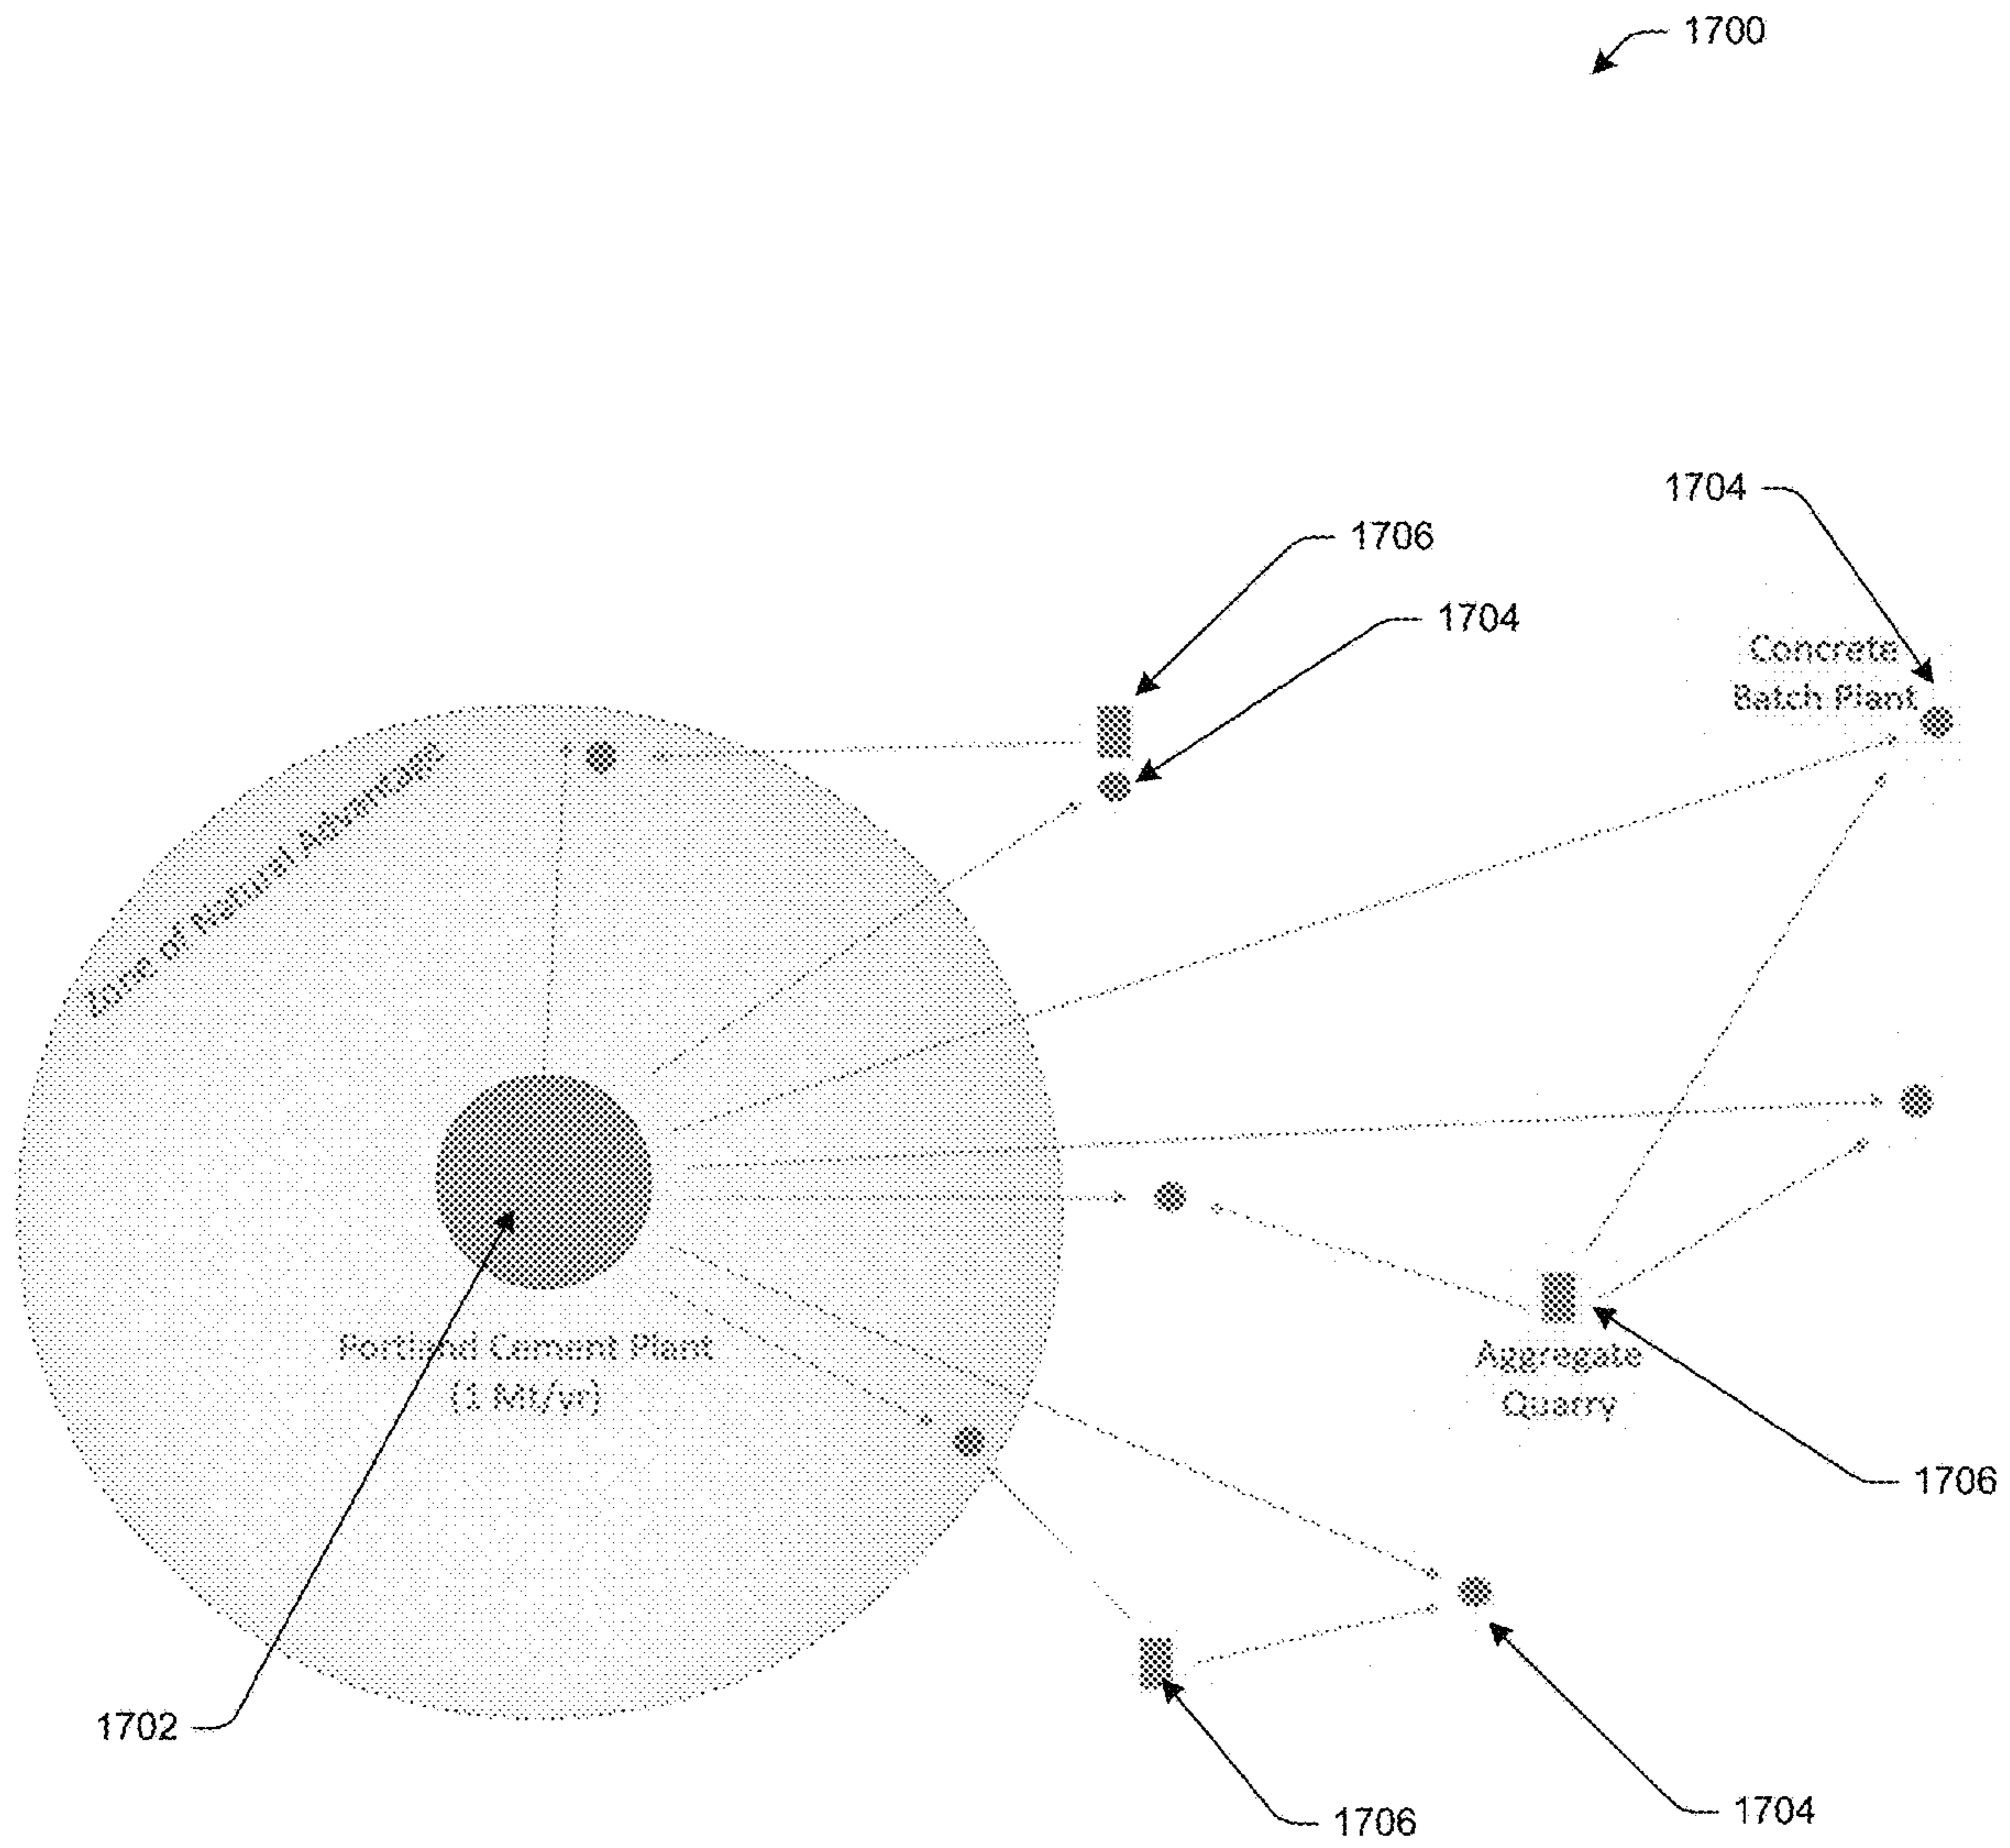 1700
1704
1706
1704
Concrete
Batch Plant
Zone of Natural Advantage
Portland Cement Plant
(1 Mt/yr)
Aggregate
Quarry
1706
1702
1704
1706